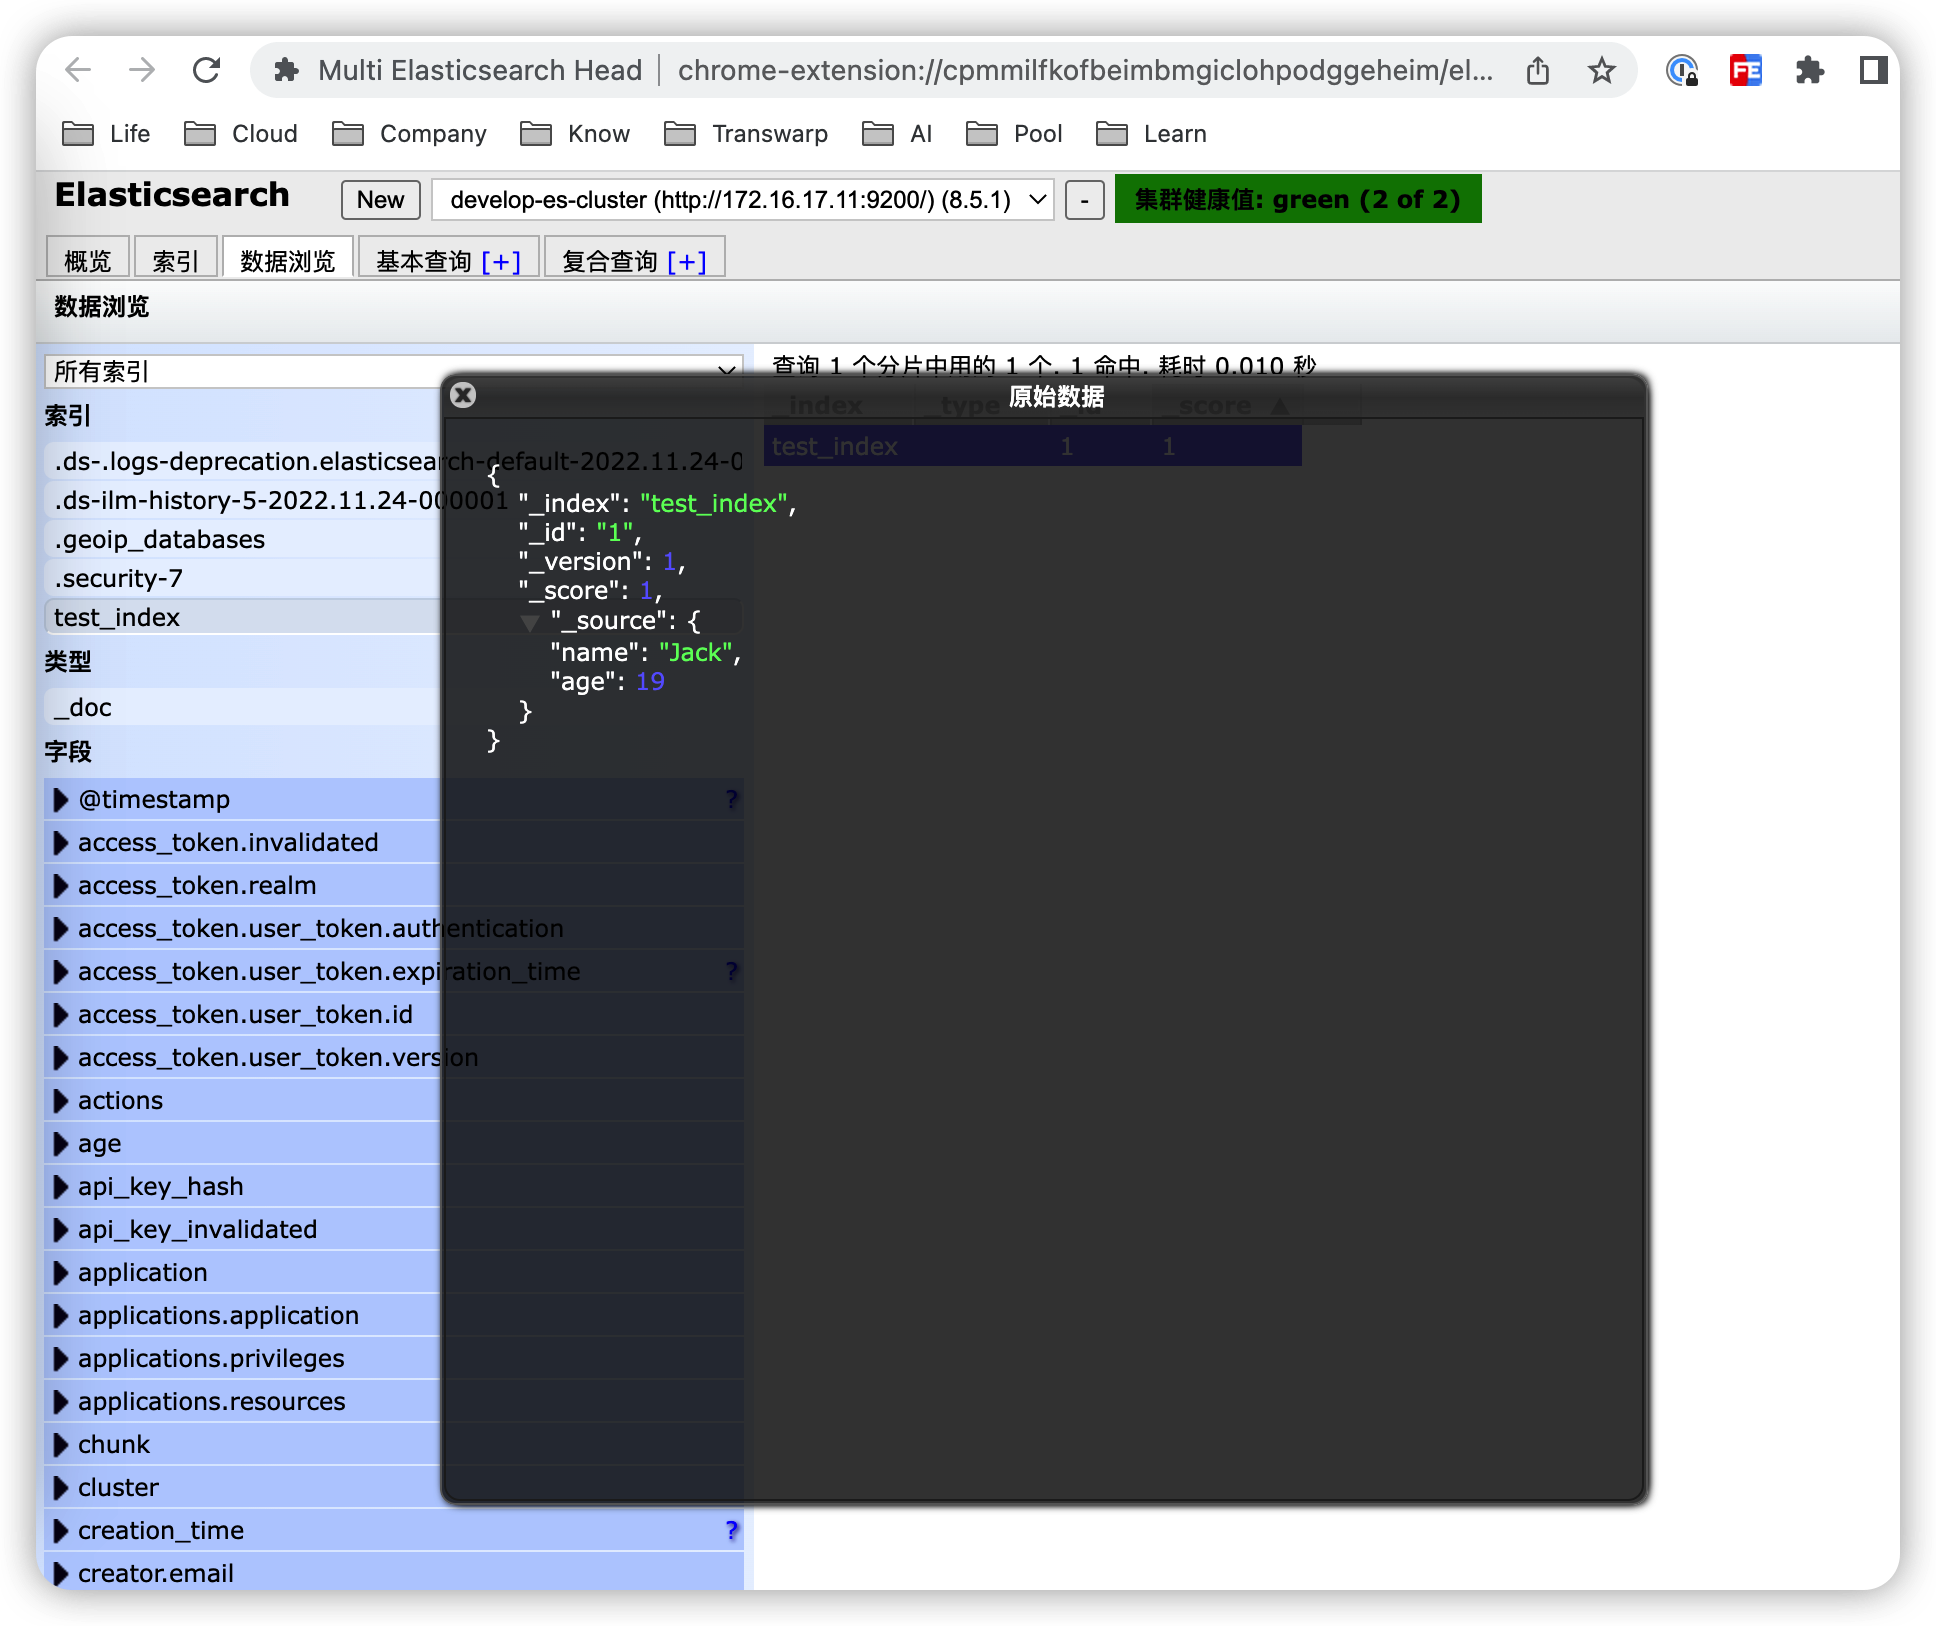 Multi Elasticsearch Head | chrome-extension://cpmmilfkofbeimbmgiclohpodggeheim/el...
Life Cloud Company Know Transwarp AI Pool Learn
Elasticsearch New develop-es-cluster (http://172.16.17.11:9200/) (8.5.1) - 集群健康值: green (2 of 2)
概览 索引 数据浏览 基本查询 [+] 复合查询 [+]
数据浏览
所有索引
索引
.ds-.logs-deprecation.elasticsearch-default-2022.11.24-0
.ds-ilm-history-5-2022.11.24-000001
.geoip_databases
.security-7
test_index
类型
_doc
字段
@timestamp ?
access_token.invalidated
access_token.realm
access_token.user_token.authentication
access_token.user_token.expiration_time ?
access_token.user_token.id
access_token.user_token.version
actions
age
api_key_hash
api_key_invalidated
application
applications.application
applications.privileges
applications.resources
chunk
cluster
creation_time ?
creator.email
查询 1 个分片中用的 1 个. 1 命中. 耗时 0.010 秒
_index _type _id _score ▲
test_index 1 1
原始数据
{
"_index": "test_index",
"_id": "1",
"_version": 1,
"_score": 1,
"_source": {
"name": "Jack",
"age": 19
}
}